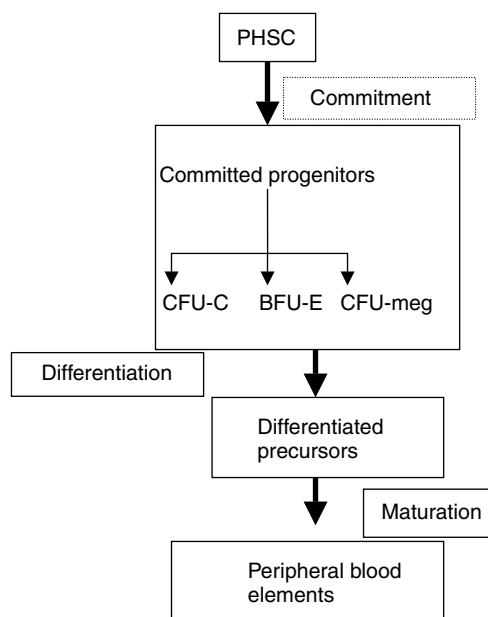 PHSC
Commitment
Committed progenitors
CFU-C BFU-E CFU-meg
Differentiation
Differentiated
precursors
Maturation
Peripheral blood
elements